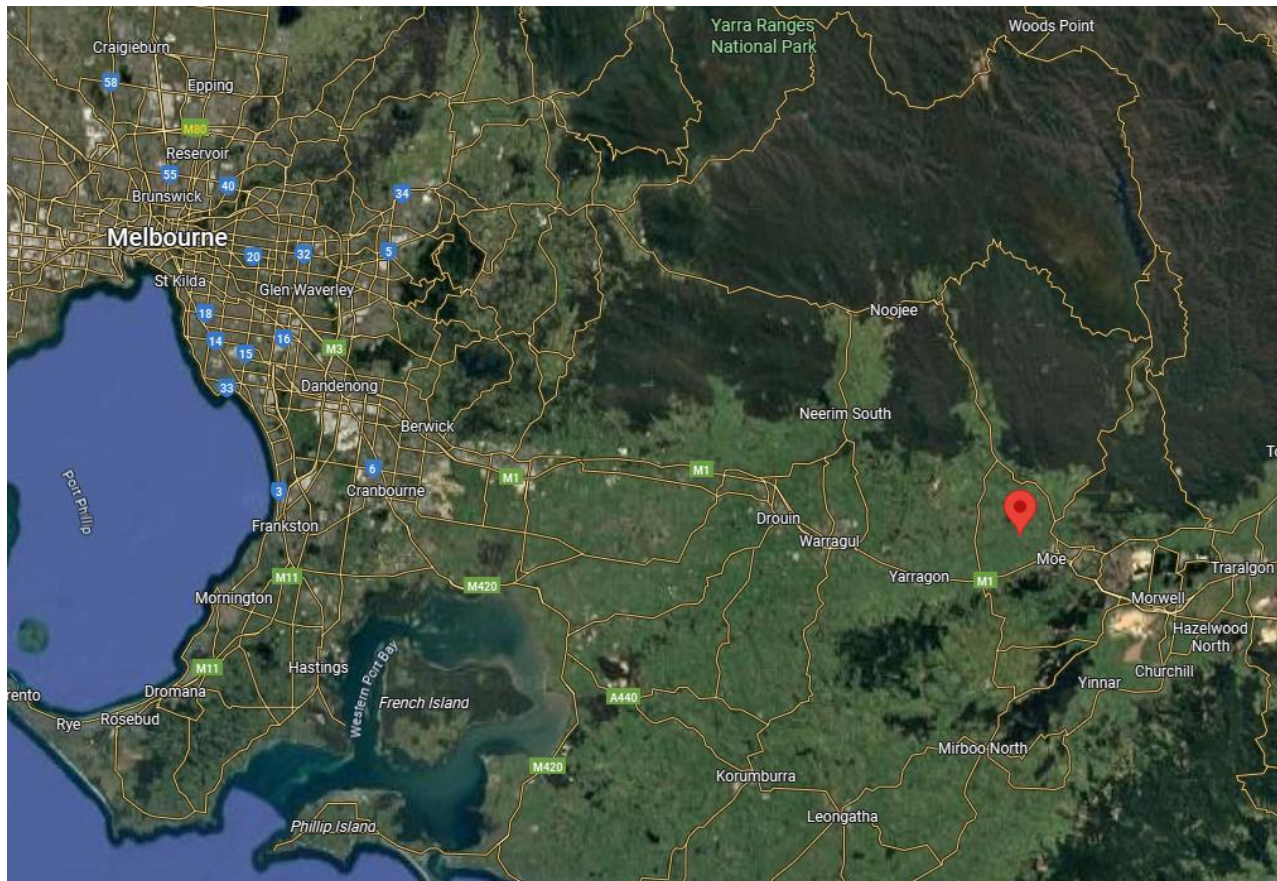 Yarra Ranges
National Park
Woods Point
Craigieburn
58
Epping
M80
Reservoir
55
40
34
Brunswick
Melbourne
20
32
5
St Kilda
Glen Waverley
18
Noojee
14
16
15
M3
33
Dandenong
Neerim South
Berwick
6
M1
M1
3
Cranbourne
Port Phillip
Frankston
Drouin
Warragul
Moe
M11
M420
Yarragon
M1
Traralgon
Mornington
Morwell
Hazelwood
North
M11
Hastings
Western Port Bay
Churchill
Yinnar
Dromana
French Island
A440
Rye
Rosebud
Mirboo North
M420
Korumburra
Leongatha
Phillip Island